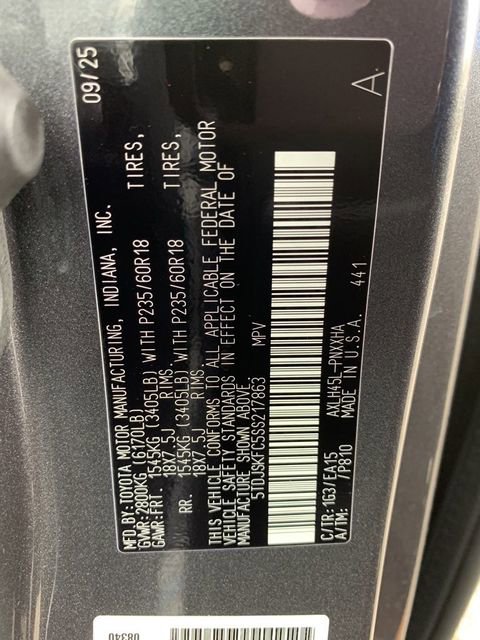 MFD.BY:TOYOTA MOTOR MANUFACTURING, INDIANA, INC. 09/25
GVWR:2800KG (6170LB)
GAWR:FRT. 1545KG (3405LB) WITH P235/60R18 TIRES,
18X7.5J RIMS.
RR. 1545KG (3405LB) WITH P235/60R18 TIRES,
18X7.5J RIMS.
THIS VEHICLE CONFORMS TO ALL APPLICABLE FEDERAL MOTOR
VEHICLE SAFETY STANDARDS IN EFFECT ON THE DATE OF
MANUFACTURE SHOWN ABOVE.
5TDJSKFC5SS217863 MPV
C/TR:1G3/EA15 AXLH45L-PNXXHA
A/TM: /P810 MADE IN U.S.A. 441
A.
08340